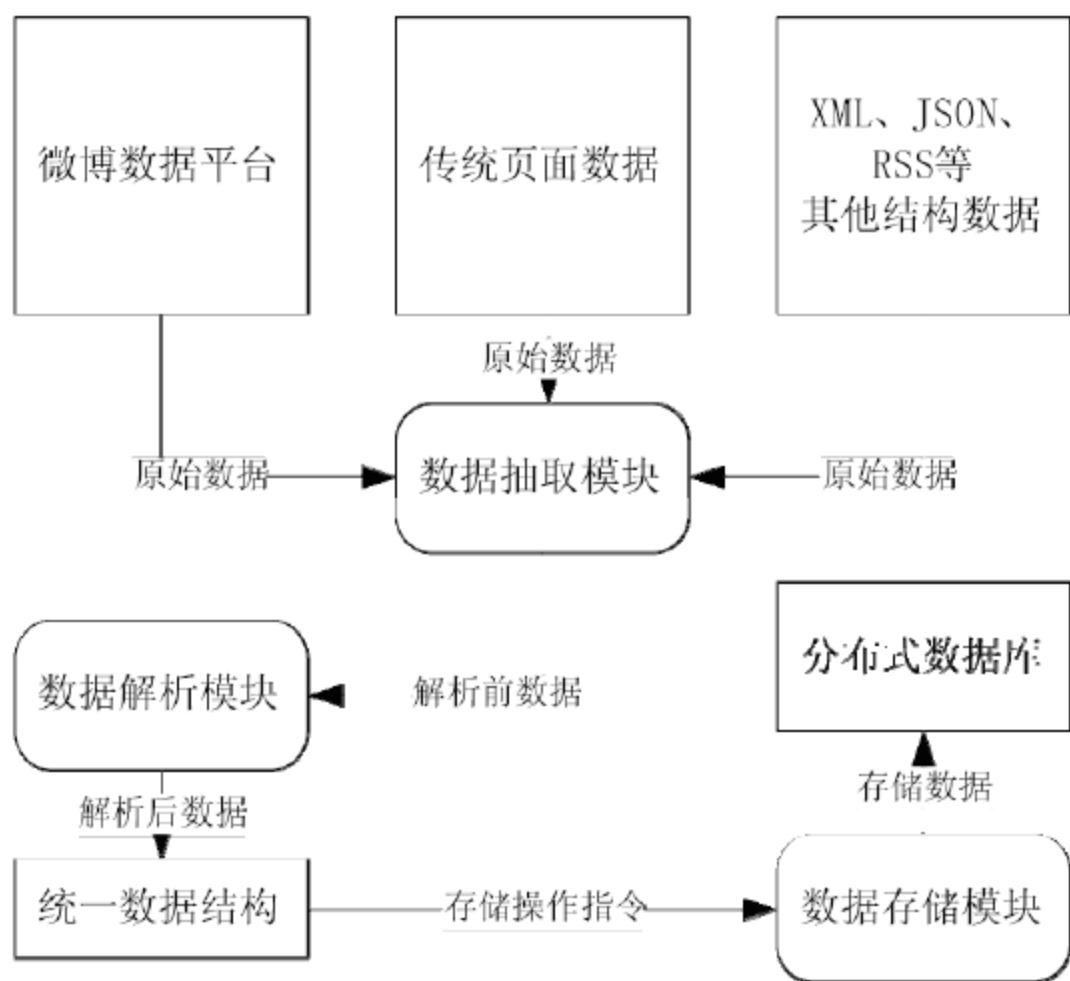 微博数据平台
传统页面数据
XML、JSON、
RSS等
其他结构数据
原始数据
原始数据
数据抽取模块
原始数据
分布式数据库
数据解析模块
解析前数据
存储数据
解析后数据
统一数据结构
存储操作指令
数据存储模块